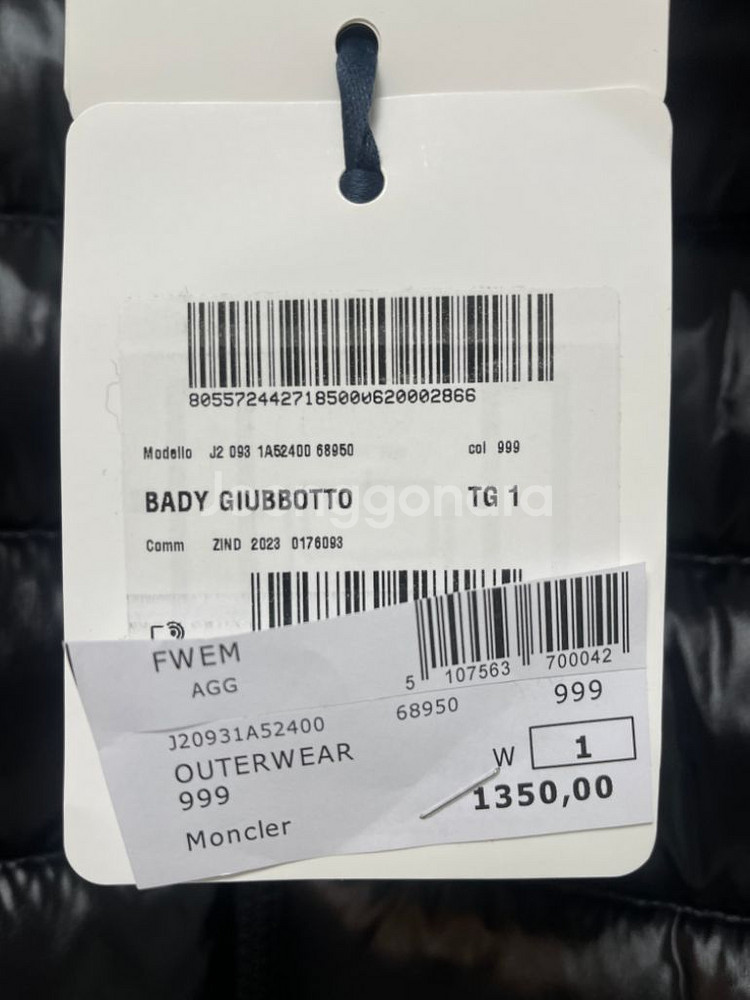 8055724427185000620002866
Modello J2 093 1A52400 68950 col 999
BADY GIUBBOTTO TG 1
Joonggonara
Comm ZIND 2023 0176093
FWEM
AGG
5 107563 700042
J20931A52400 68950 999
OUTERWEAR W 1
999 1350,00
Moncler